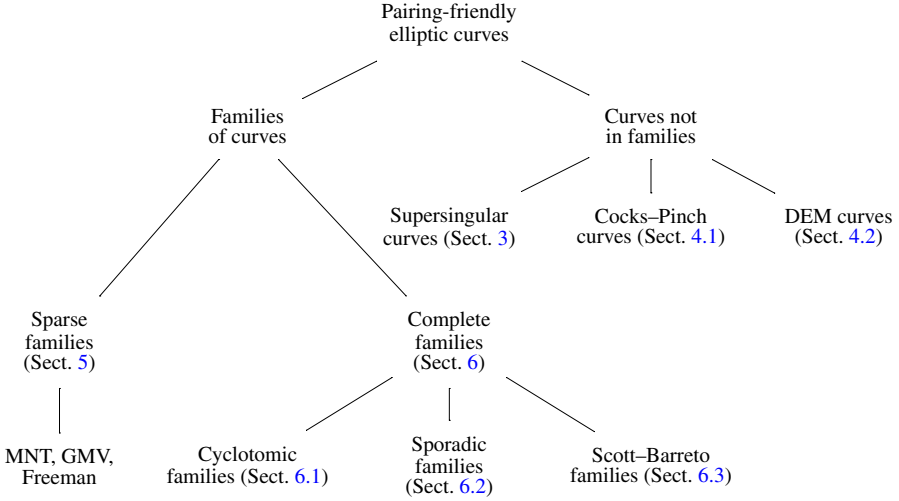 Pairing-friendly
elliptic curves
Families
of curves
Curves not
in families
Supersingular
curves (Sect. 3)
Cocks–Pinch
curves (Sect. 4.1)
DEM curves
(Sect. 4.2)
Sparse
families
(Sect. 5)
Complete
families
(Sect. 6)
MNT, GMV,
Freeman
Cyclotomic
families (Sect. 6.1)
Sporadic
families
(Sect. 6.2)
Scott–Barreto
families (Sect. 6.3)